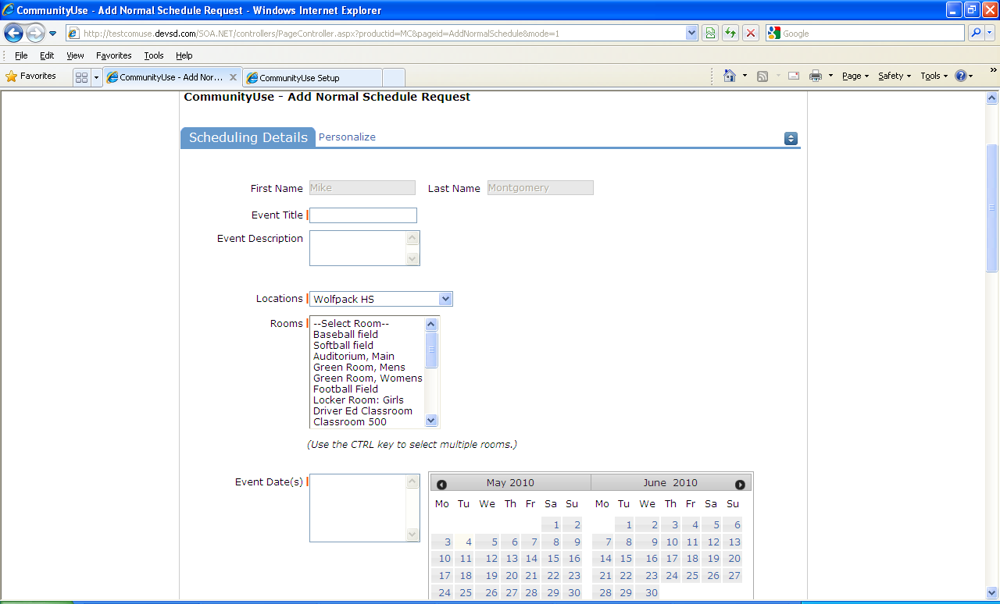 CommunityUse - Add Normal Schedule Request - Windows Internet Explorer
http://testcomuse.devsd.com/SOA.NET/controllers/PageController.aspx?productid=MC&pageid=AddNormalSchedule&mode=1
Google
File Edit View Favorites Tools Help
Favorites
CommunityUse - Add Nor...
CommunityUse Setup
Page Safety Tools
CommunityUse - Add Normal Schedule Request
Scheduling Details Personalize
First Name Mike Last Name Montgomery
Event Title
Event Description
Locations Wolfpack HS
Rooms --Select Room--
Baseball field
Softball field
Auditorium, Main
Green Room, Mens
Green Room, Womens
Football Field
Locker Room: Girls
Driver Ed Classroom
Classroom 500
(Use the CTRL key to select multiple rooms.)
Event Date(s)
May 2010 June 2010
Mo Tu We Th Fr Sa Su Mo Tu We Th Fr Sa Su
1 2 1 2 3 4 5 6
3 4 5 6 7 8 9 7 8 9 10 11 12 13
10 11 12 13 14 15 16 14 15 16 17 18 19 20
17 18 19 20 21 22 23 21 22 23 24 25 26 27
24 25 26 27 28 29 30 28 29 30